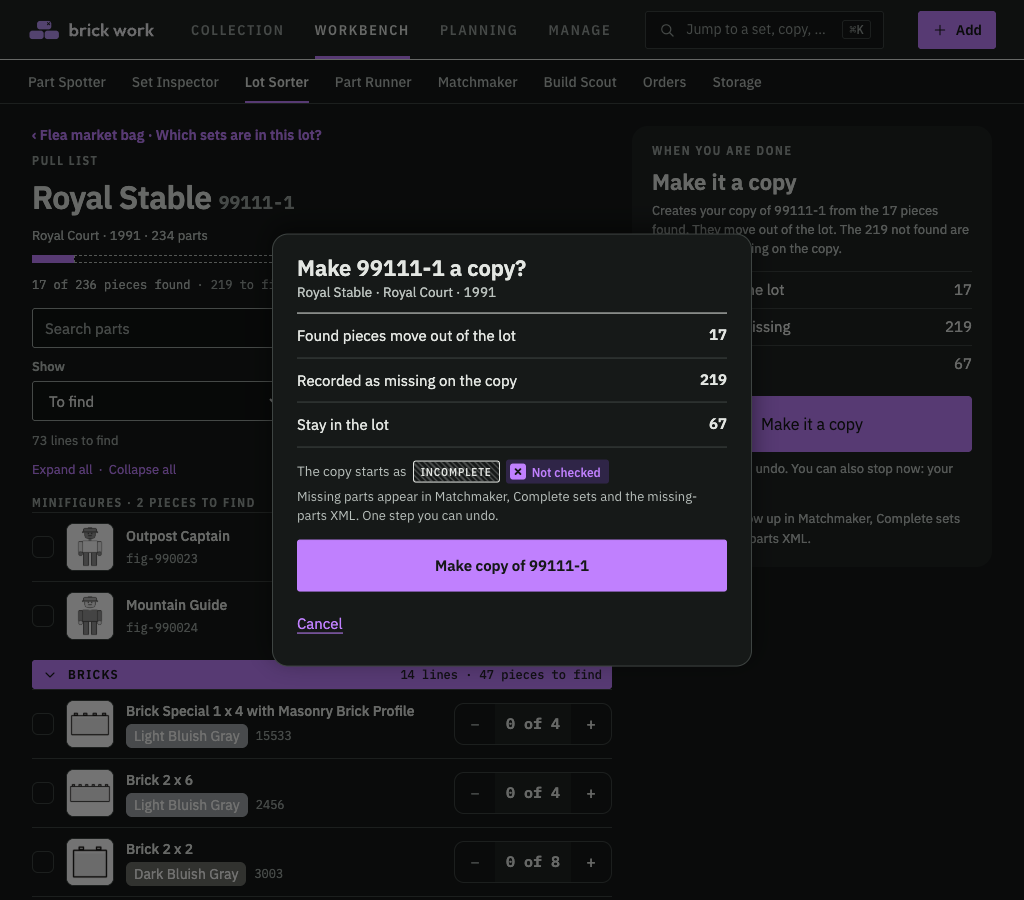 brick work
COLLECTION
WORKBENCH
PLANNING
MANAGE
Jump to a set, copy, ...
⌘K
+ Add
Part Spotter
Set Inspector
Lot Sorter
Part Runner
Matchmaker
Build Scout
Orders
Storage
‹ Flea market bag · Which sets are in this lot?
PULL LIST
Royal Stable 99111-1
Royal Court · 1991 · 234 parts
17 of 236 pieces found · 219 to fi
Search parts
Show
To find
73 lines to find
Expand all · Collapse all
MINIFIGURES · 2 PIECES TO FIND
Outpost Captain
fig-990023
Mountain Guide
fig-990024
BRICKS
14 lines · 47 pieces to find
Brick Special 1 x 4 with Masonry Brick Profile
Light Bluish Gray 15533
− 0 of 4 +
Brick 2 x 6
Light Bluish Gray 2456
− 0 of 4 +
Brick 2 x 2
Dark Bluish Gray 3003
− 0 of 8 +
WHEN YOU ARE DONE
Make it a copy
Creates your copy of 99111-1 from the 17 pieces
found. They move out of the lot. The 219 not found are
ing on the copy.
he lot 17
issing 219
67
Make it a copy
undo. You can also stop now: your
ow up in Matchmaker, Complete sets
parts XML.
Make 99111-1 a copy?
Royal Stable · Royal Court · 1991
Found pieces move out of the lot 17
Recorded as missing on the copy 219
Stay in the lot 67
The copy starts as INCOMPLETE Not checked
Missing parts appear in Matchmaker, Complete sets and the missing-
parts XML. One step you can undo.
Make copy of 99111-1
Cancel